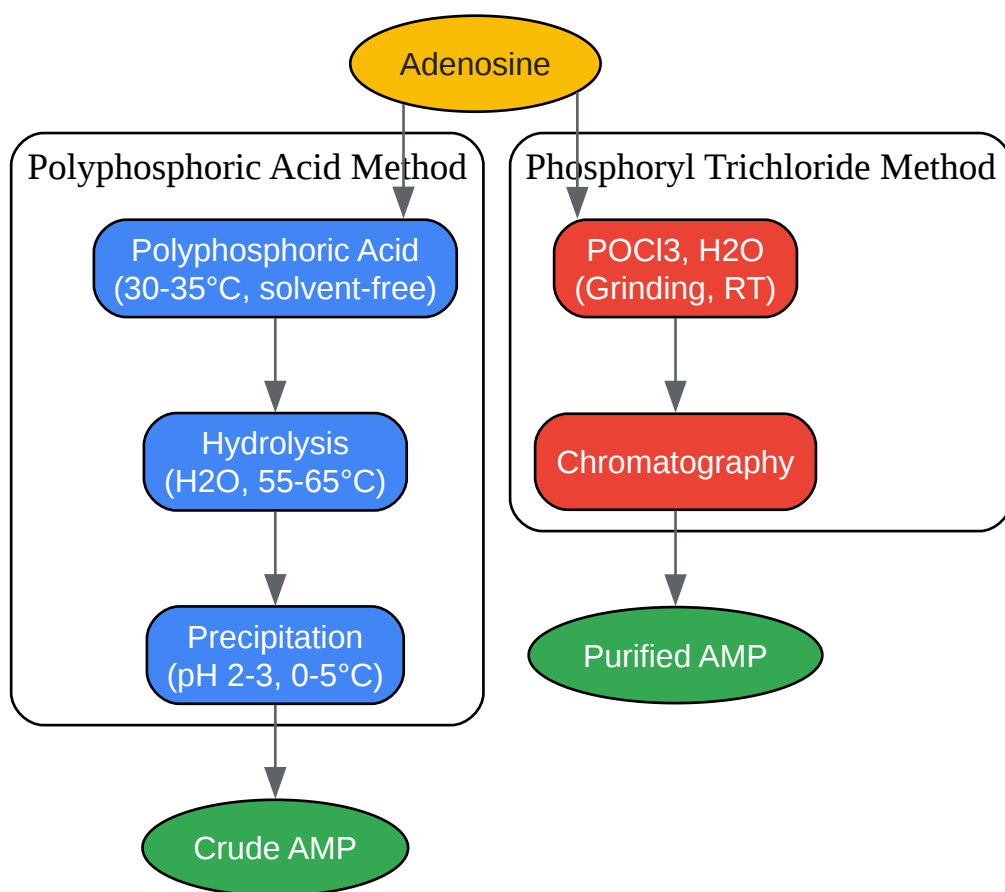 Adenosine
Polyphosphoric Acid Method
Polyphosphoric Acid
(30-35°C, solvent-free)
Hydrolysis
(H2O, 55-65°C)
Precipitation
(pH 2-3, 0-5°C)
Crude AMP
Phosphoryl Trichloride Method
POCl3, H2O
(Grinding, RT)
Chromatography
Purified AMP